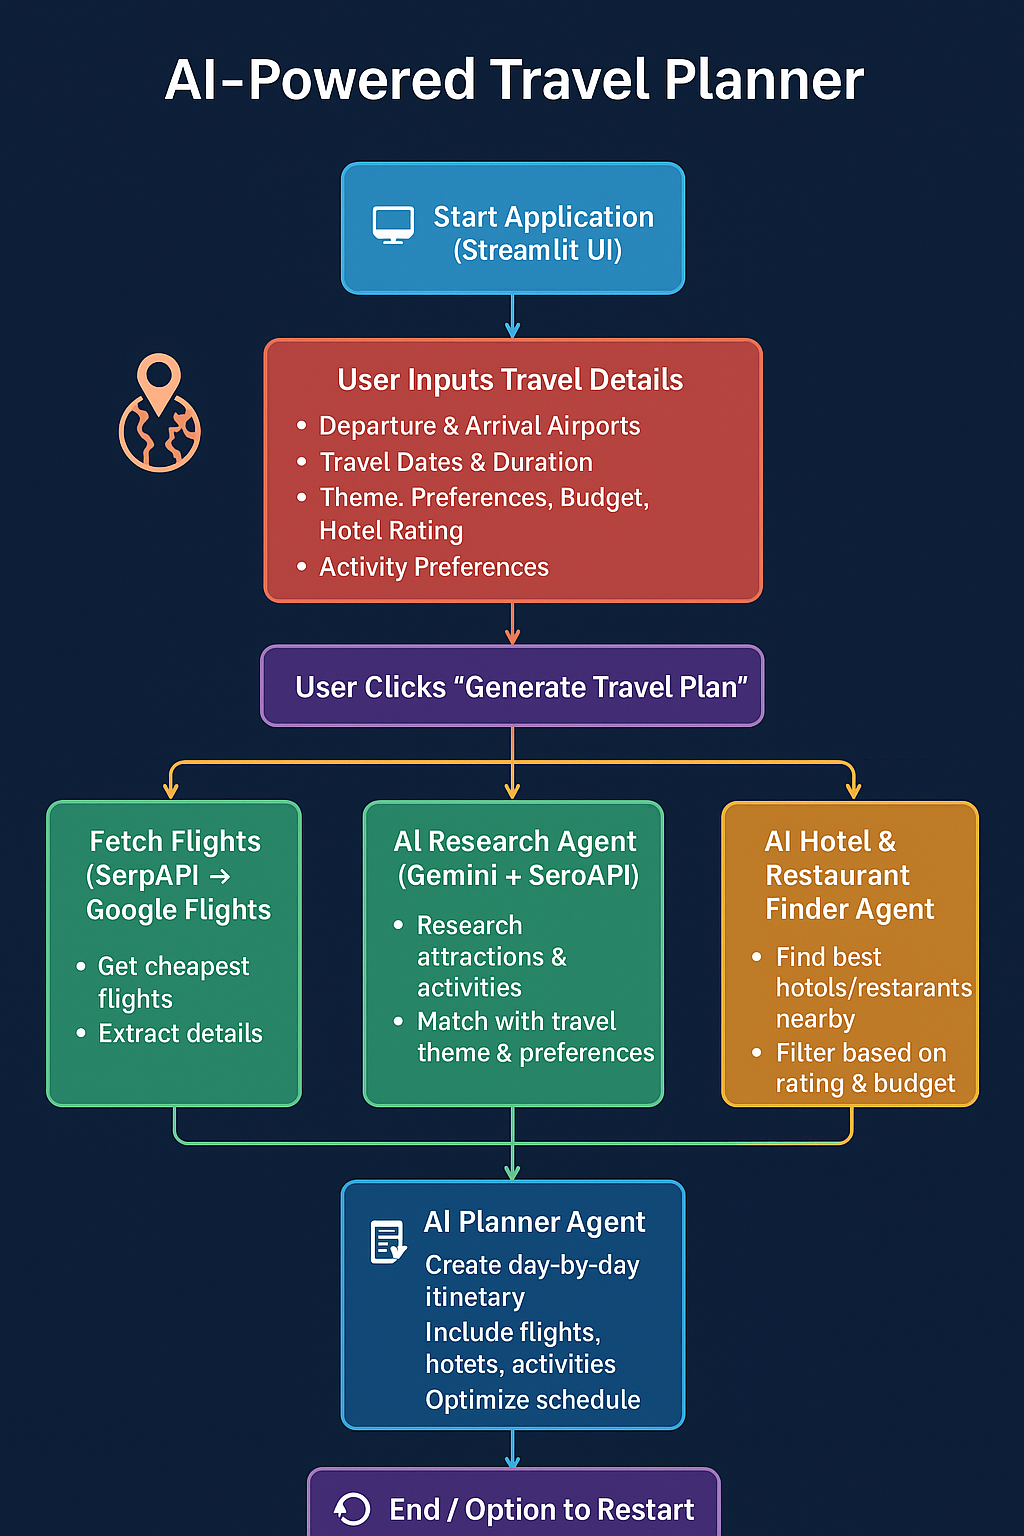 AI-Powered Travel Planner
Start Application
(Streamlit UI)
User Inputs Travel Details
• Departure & Arrival Airports
• Travel Dates & Duration
• Theme. Preferences, Budget,
Hotel Rating
• Activity Preferences
User Clicks “Generate Travel Plan”
Fetch Flights
(SerpAPI →
Google Flights
• Get cheapest
flights
• Extract details
AI Research Agent
(Gemini + SeroAPI)
• Research
attractions &
activities
• Match with travel
theme & preferences
AI Hotel &
Restaurant
Finder Agent
• Find best
hotols/restarants
nearby
• Filter based on
rating & budget
AI Planner Agent
Create day-by-day
itinetary
Include flights,
hotets, activities
Optimize schedule
End / Option to Restart